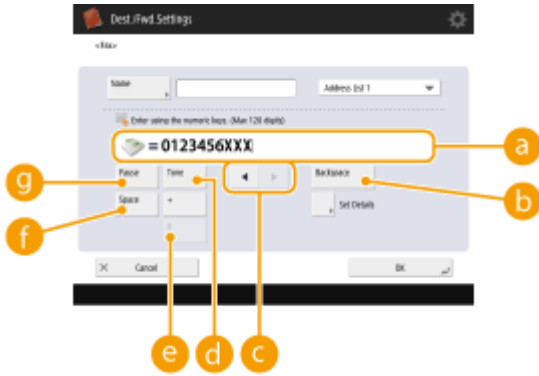 Dest./Fwd.Settings
<Fax>
Name
Address List 1
Enter using the numeric keys. (Max 120 digits)
= 0123456XXX
a
Pause
Tone
Backspace
g
b
Space
+
Set Details
f
Cancel
OK
e
d
c